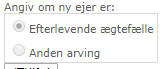 Angiv om ny ejer er:
Efterlevende ægtefælle
Anden arving